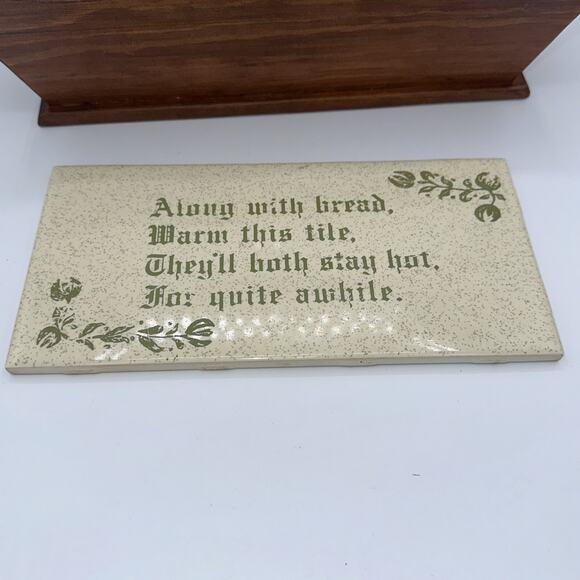 Along with bread,
Warm this tile,
They'll both stay hot,
For quite awhile.